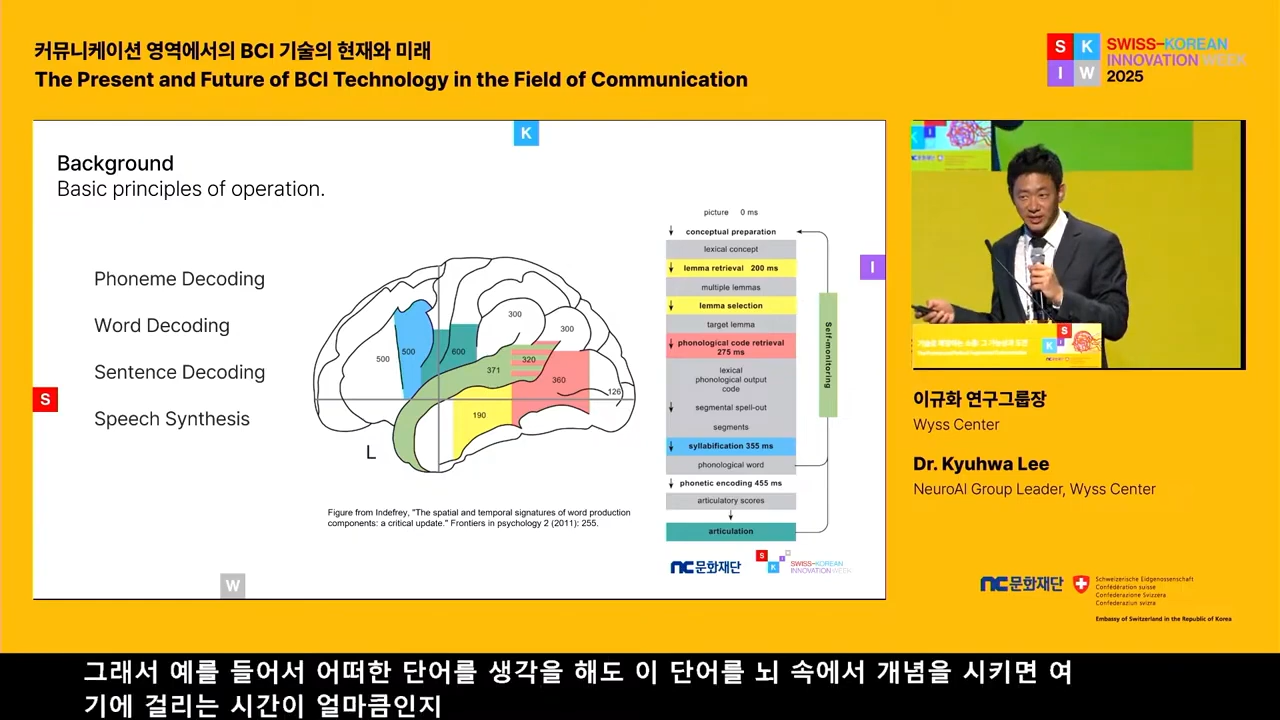 커뮤니케이션 영역에서의 BCI 기술의 현재와 미래
The Present and Future of BCI Technology in the Field of Communication
S K
I W
SWISS-KOREAN
INNOVATION WEEK
2025
K
I
S
W
Background
Basic principles of operation.
Phoneme Decoding
Word Decoding
Sentence Decoding
Speech Synthesis
300
300
500
500
600
320
371
360
126
190
L
Figure from Indefrey, "The spatial and temporal signatures of word production
components: a critical update." Frontiers in psychology 2 (2011): 255.
picture 0 ms
conceptual preparation
lexical concept
lemma retrieval 200 ms
multiple lemmas
lemma selection
target lemma
phonological code retrieval
275 ms
lexical
phonological output
code
segmental spell-out
segments
syllabification 355 ms
phonological word
phonetic encoding 455 ms
articulatory scores
articulation
Self-monitoring
NC문화재단
S
K
I
SWISS-KOREAN
INNOVATION WEEK
K
I
S
K
I
이규화 연구그룹장
Wyss Center
Dr. Kyuhwa Lee
NeuroAI Group Leader, Wyss Center
NC문화재단
Schweizerische Eidgenossenschaft
Confédération suisse
Confederazione Svizzera
Confederaziun svizra
Embassy of Switzerland in the Republic of Korea
그래서 예를 들어서 어떠한 단어를 생각을 해도 이 단어를 뇌 속에서 개념을 시키면 여
기에 걸리는 시간이 얼마큼인지